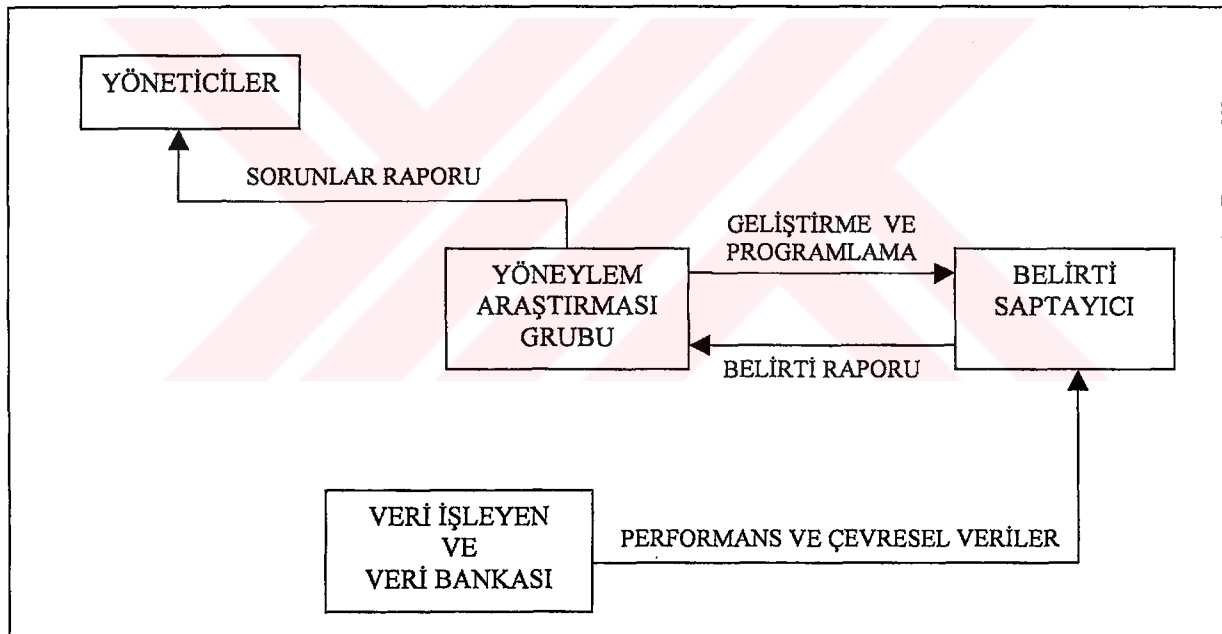 YÖNETİCİLER
SORUNLAR RAPORU
GELİŞTİRME VE
PROGRAMLAMA
YÖNEYLEM
ARAŞTIRMASI
GRUBU
BELİRTİ
SAPTAYICI
BELİRTİ RAPORU
VERİ İŞLEYEN
VE
VERİ BANKASI
PERFORMANS VE ÇEVRESEL VERİLER